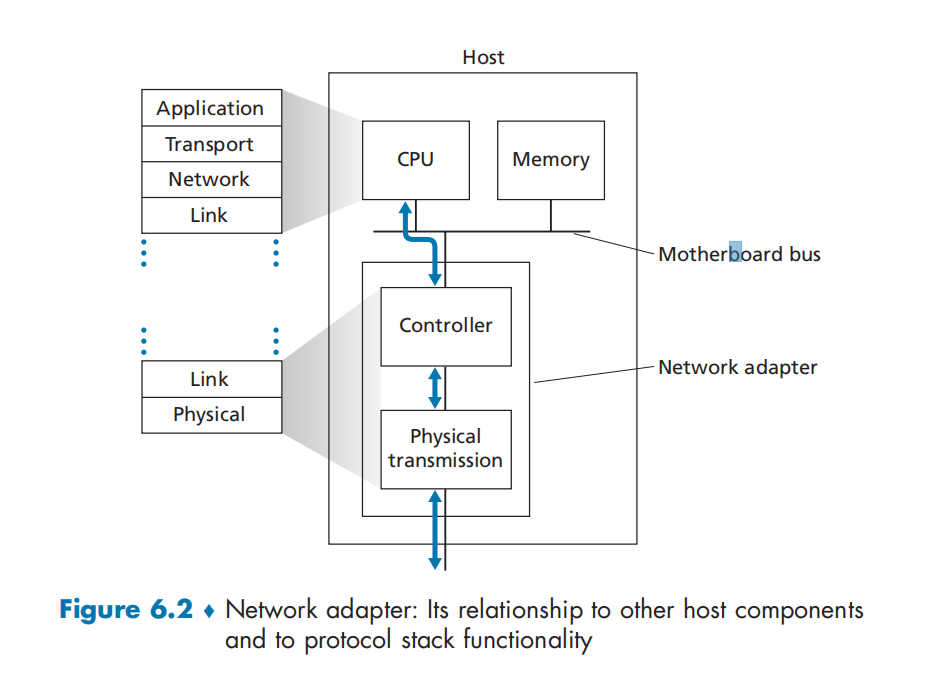 Host
Application
Transport
Network
Link
CPU
Memory
Motherboard bus
Controller
Network adapter
Link
Physical
Physical
transmission
Figure 6.2 ♦ Network adapter: Its relationship to other host components
and to protocol stack functionality